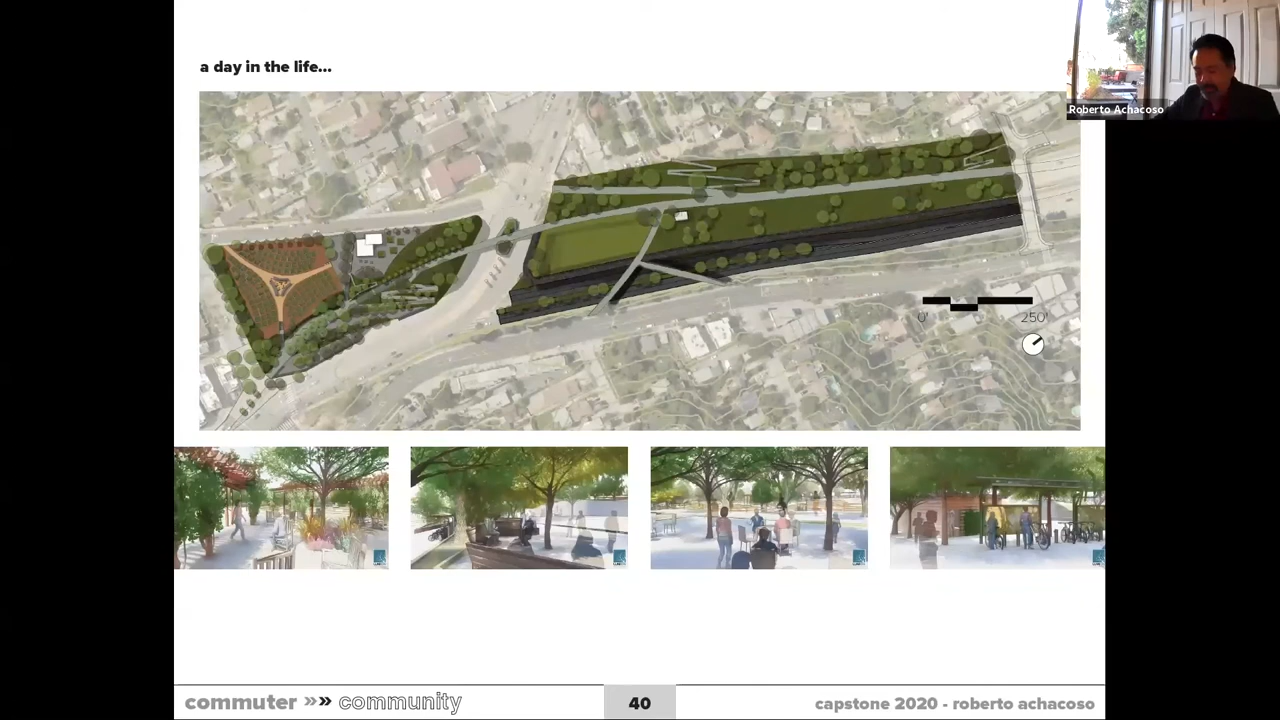 a day in the life...
Roberto Achacoso
0'
250'
commuter »» community
40
capstone 2020 - roberto achacoso